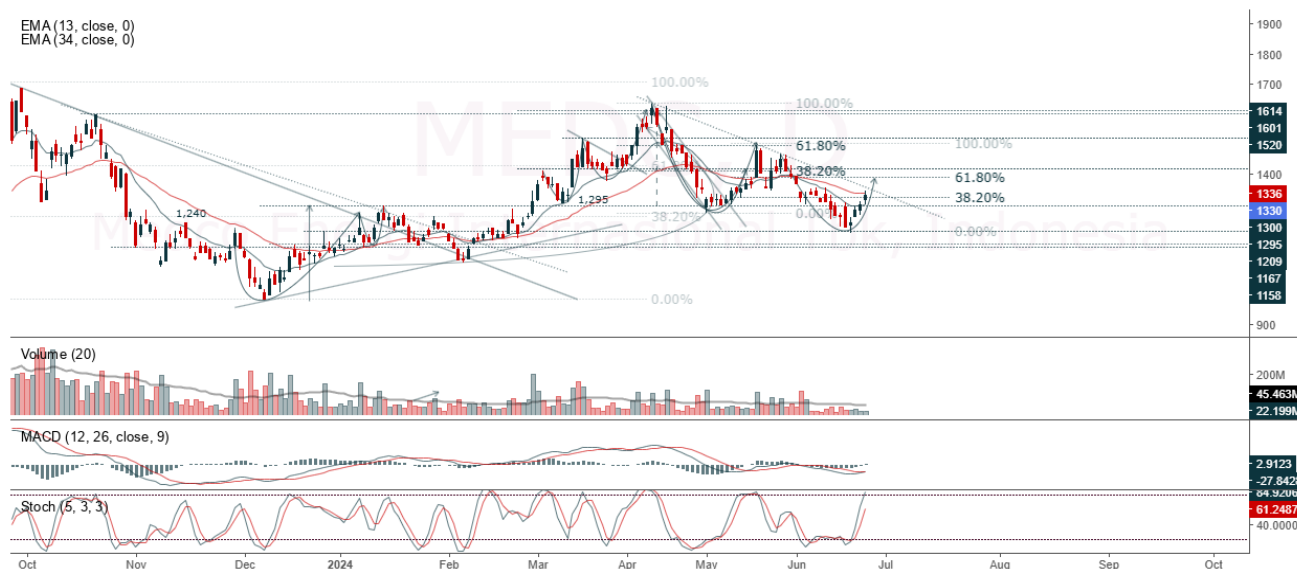 EMA (13, close, 0)
EMA (34, close, 0)
1900
1800
1700
1614
1601
1520
1400
1336
1330
1300
1295
1209
1167
1158
900
100.00%
100.00%
61.80%
100.00%
38.20%
61.80%
38.20%
38.20%
0.00%
0.00%
0.00%
1,240
1,295
Volume (20)
200M
45.463M
22.199M
MACD (12, 26, close, 9)
2.9123
-27.8428
Stoch (5, 3, 3)
84.9206
61.2487
40.0000
Oct
Nov
Dec
2024
Feb
Mar
Apr
May
Jun
Jul
Aug
Sep
Oct